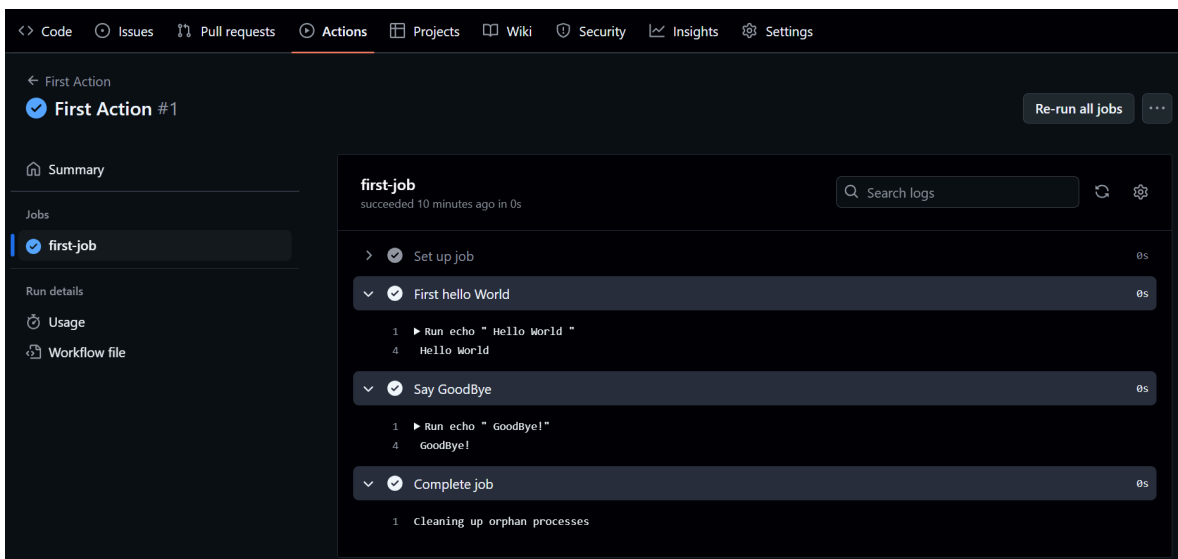 Code Issues Pull requests Actions Projects Wiki Security Insights Settings
First Action
First Action #1
Re-run all jobs
Summary
Jobs
first-job
Run details
Usage
Workflow file
first-job
succeeded 10 minutes ago in 0s
Search logs
Set up job 0s
First hello World 0s
1 Run echo " Hello World "
4 Hello World
Say GoodBye 0s
1 Run echo " GoodBye!"
4 GoodBye!
Complete job 0s
1 Cleaning up orphan processes